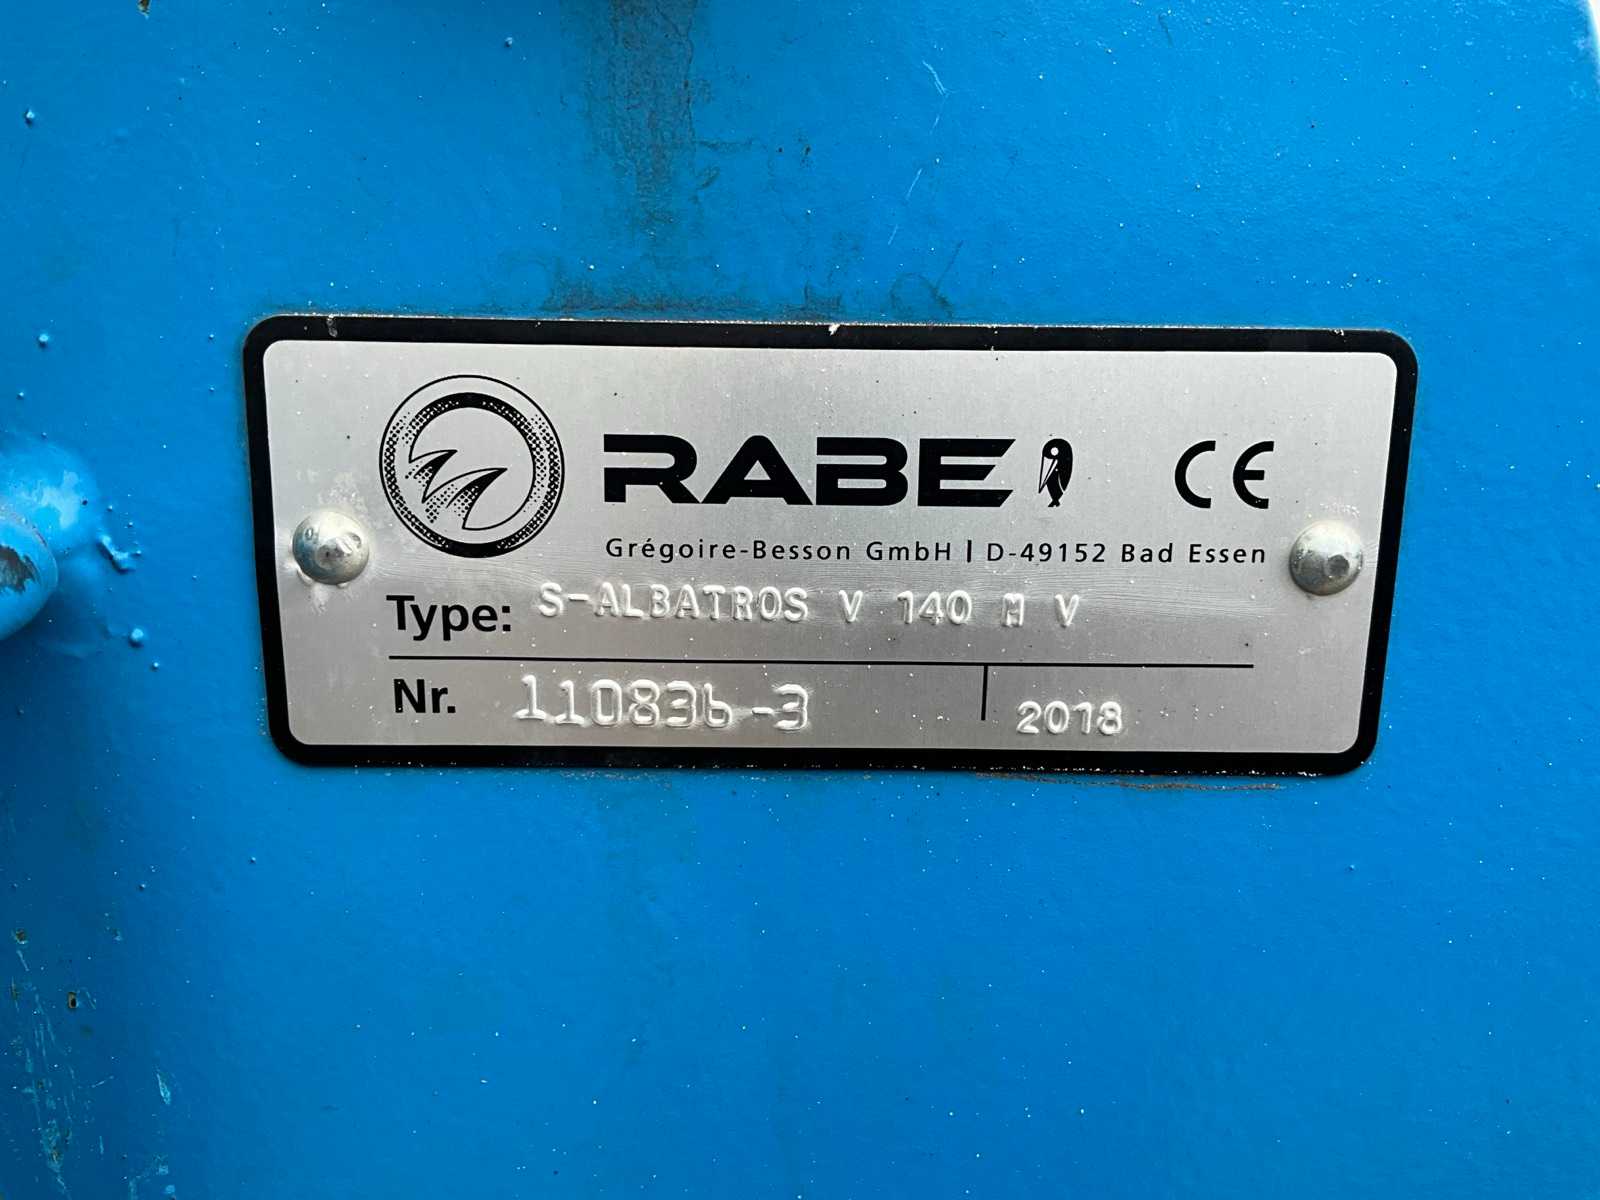 RABE CE
Grégoire-Besson GmbH | D-49152 Bad Essen
Type: S-ALBATROS V 140 M V
Nr. 110836-3 2018